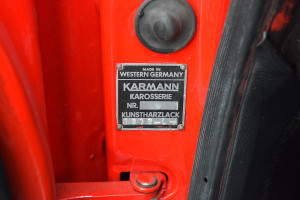 MADE IN
WESTERN GERMANY
KARMANN
KAROSSERIE
NR.
KUNSTHARZLACK